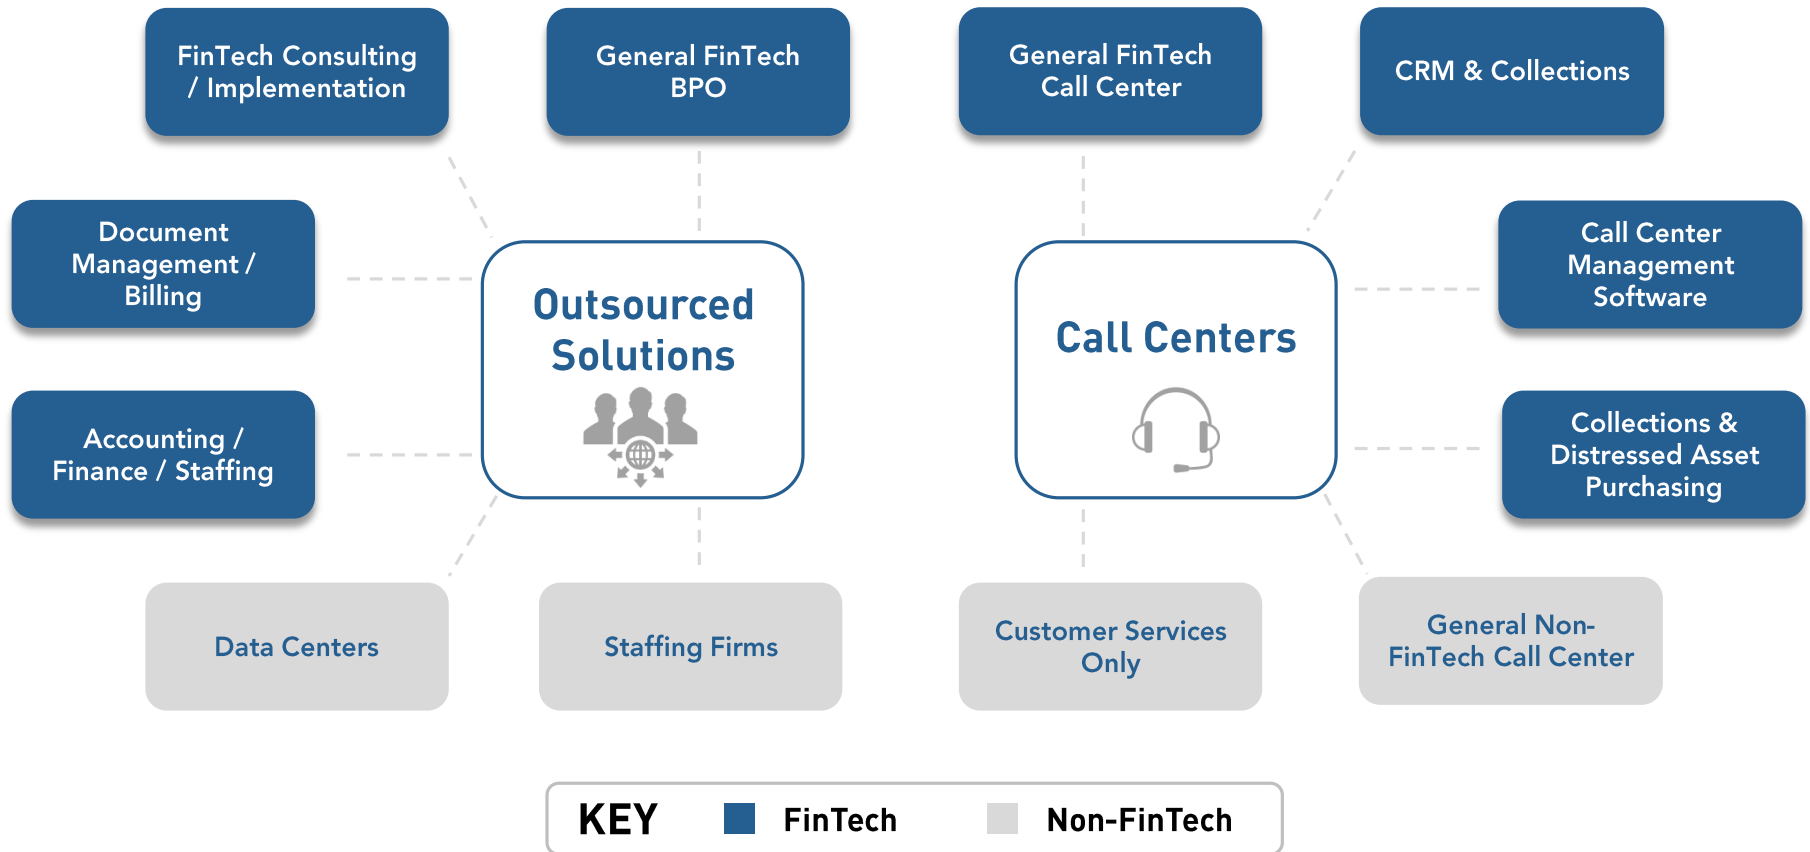 FinTech Consulting
/ Implementation
General FinTech
BPO
General FinTech
Call Center
CRM & Collections
Document
Management /
Billing
Outsourced
Solutions
Call Centers
Call Center
Management
Software
Accounting /
Finance / Staffing
Collections &
Distressed Asset
Purchasing
Data Centers
Staffing Firms
Customer Services
Only
General Non-
FinTech Call Center
KEY
FinTech
Non-FinTech